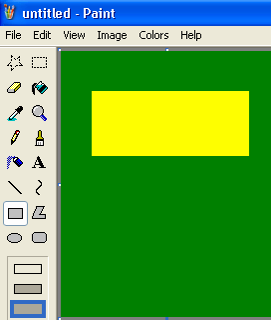 untitled - Paint
File Edit View Image Colors Help
A